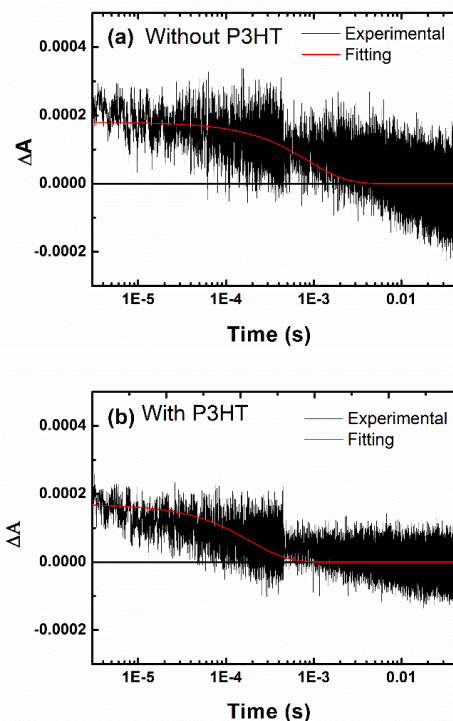 (a) Without P3HT
Experimental
Fitting
0.0004
0.0002
0.0000
-0.0002
ΔA
1E-5 1E-4 1E-3 0.01
Time (s)
(b) With P3HT
Experimental
Fitting
0.0004
0.0002
0.0000
-0.0002
ΔA
1E-5 1E-4 1E-3 0.01
Time (s)